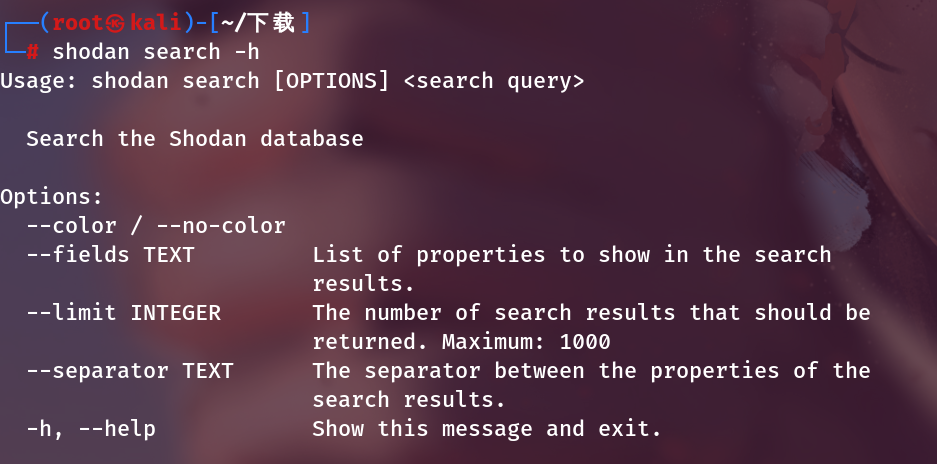 ┌──(root㉿kali)-[~/下载]
└─# shodan search -h
Usage: shodan search [OPTIONS] <search query>
Search the Shodan database
Options:
--color / --no-color
--fields TEXT List of properties to show in the search
results.
--limit INTEGER The number of search results that should be
returned. Maximum: 1000
--separator TEXT The separator between the properties of the
search results.
-h, --help Show this message and exit.